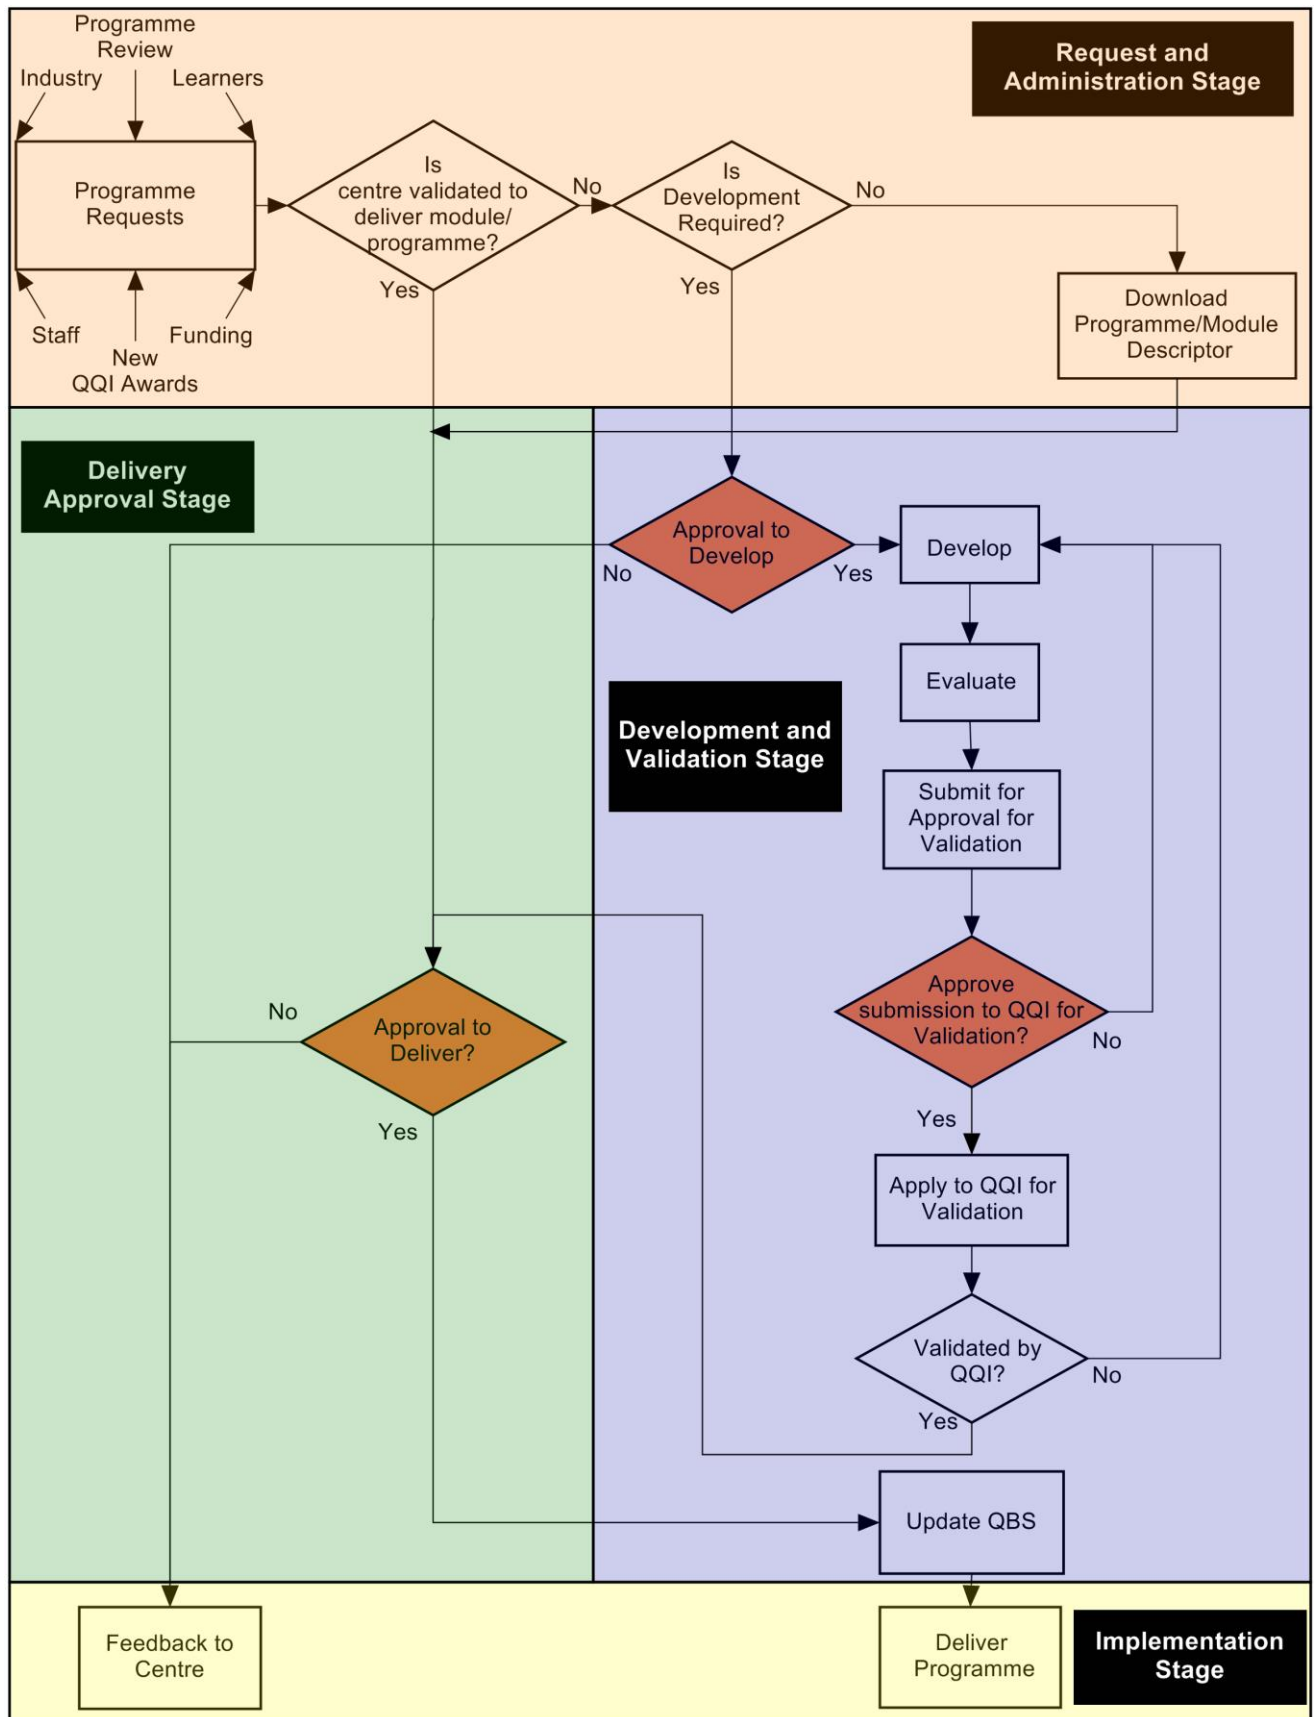 Programme
Review
Industry
Learners
Request and
Administration Stage
Programme
Requests
Is
centre validated to
deliver module/
programme?
No
Yes
Is
Development
Required?
No
Yes
Staff
New
QQI Awards
Funding
Download
Programme/Module
Descriptor
Delivery
Approval Stage
Approval to
Develop
No
Yes
Develop
Evaluate
Development and
Validation Stage
Submit for
Approval for
Validation
Approve
submission to QQI for
Validation?
No
Yes
No
Approval to
Deliver?
Yes
Apply to QQI for
Validation
Validated by
QQI?
No
Yes
Update QBS
Feedback to
Centre
Deliver
Programme
Implementation
Stage